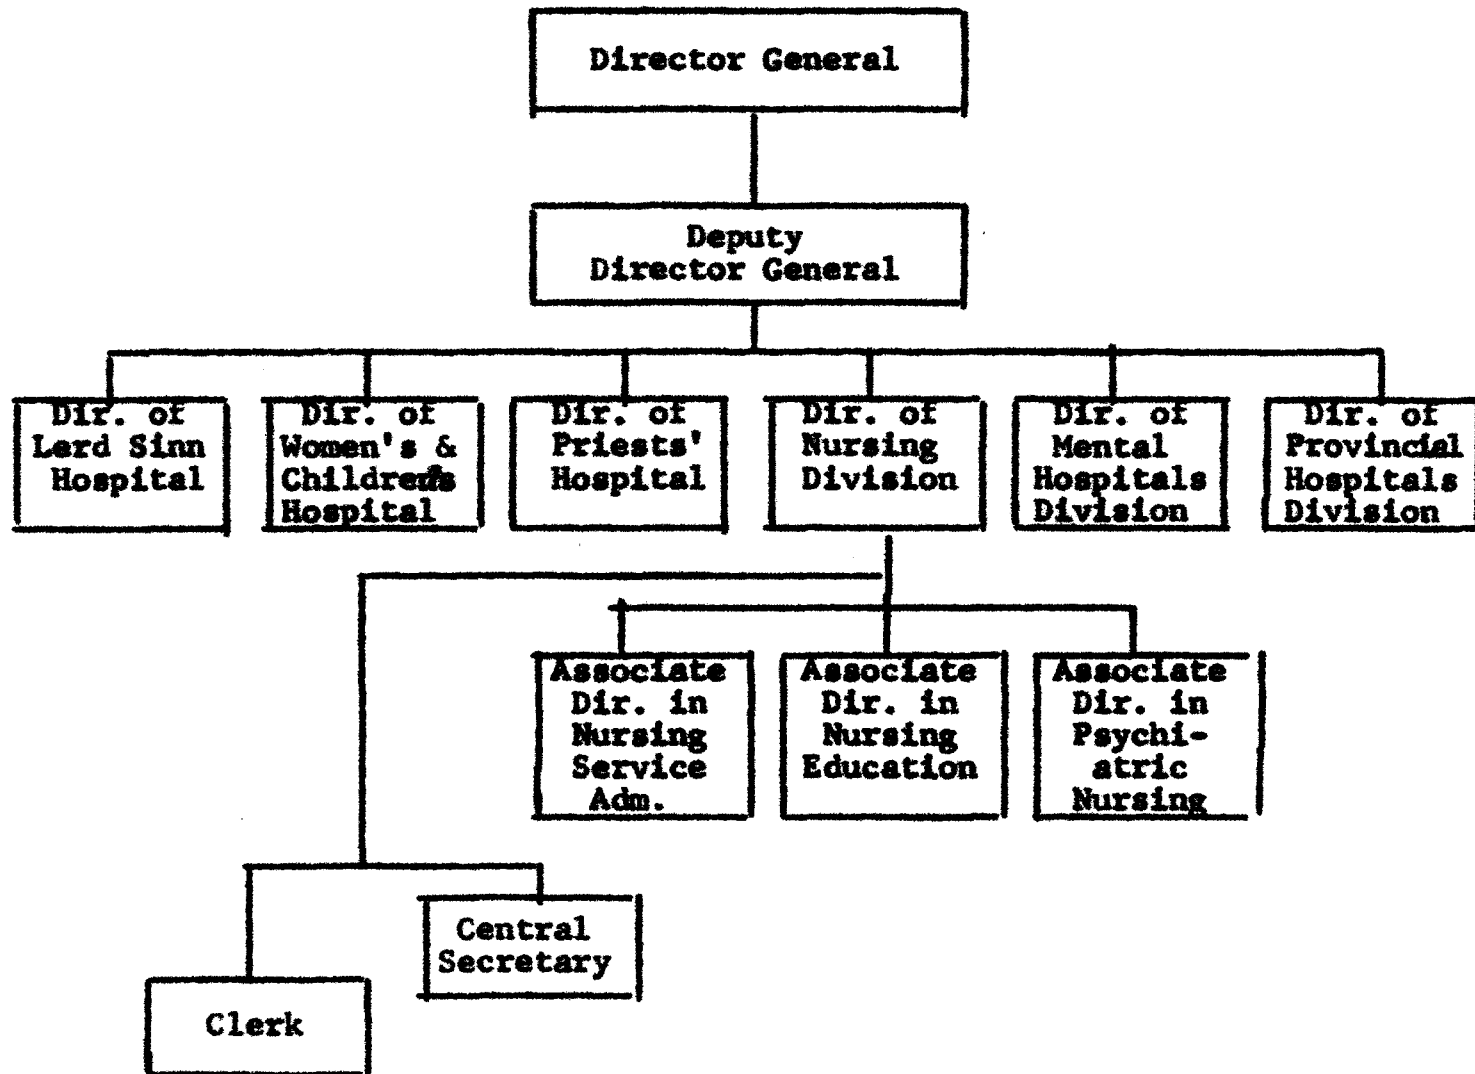 Director General
Deputy
Director General
Dir. of
Lerd Sinn
Hospital
Dir. of
Women's &
Children's
Hospital
Dir. of
Priests'
Hospital
Dir. of
Nursing
Division
Dir. of
Mental
Hospitals
Division
Dir. of
Provincial
Hospitals
Division
Associate
Dir. in
Nursing
Service
Adm.
Associate
Dir. in
Nursing
Education
Associate
Dir. in
Psychi-
atric
Nursing
Central
Secretary
Clerk